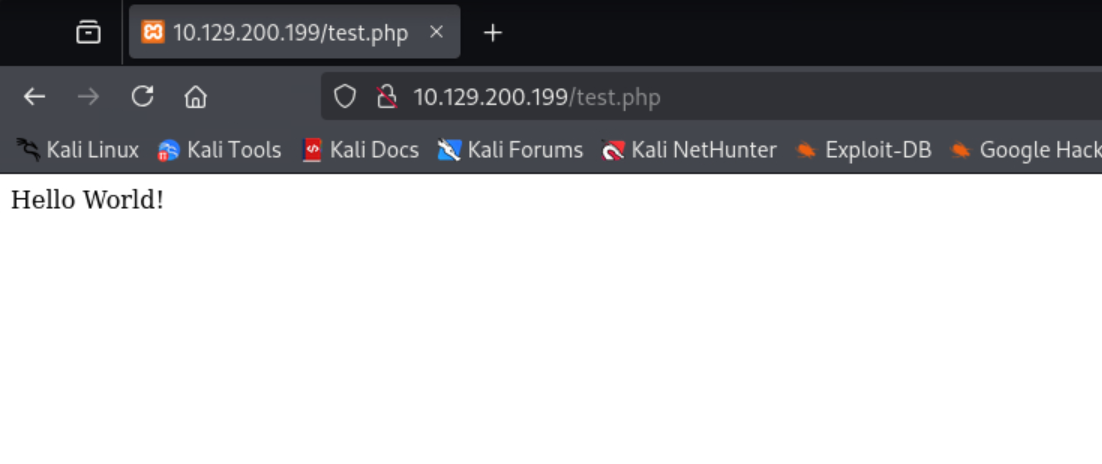 10.129.200.199/test.php
10.129.200.199/test.php
Kali Linux Kali Tools Kali Docs Kali Forums Kali NetHunter Exploit-DB Google Hack
Hello World!